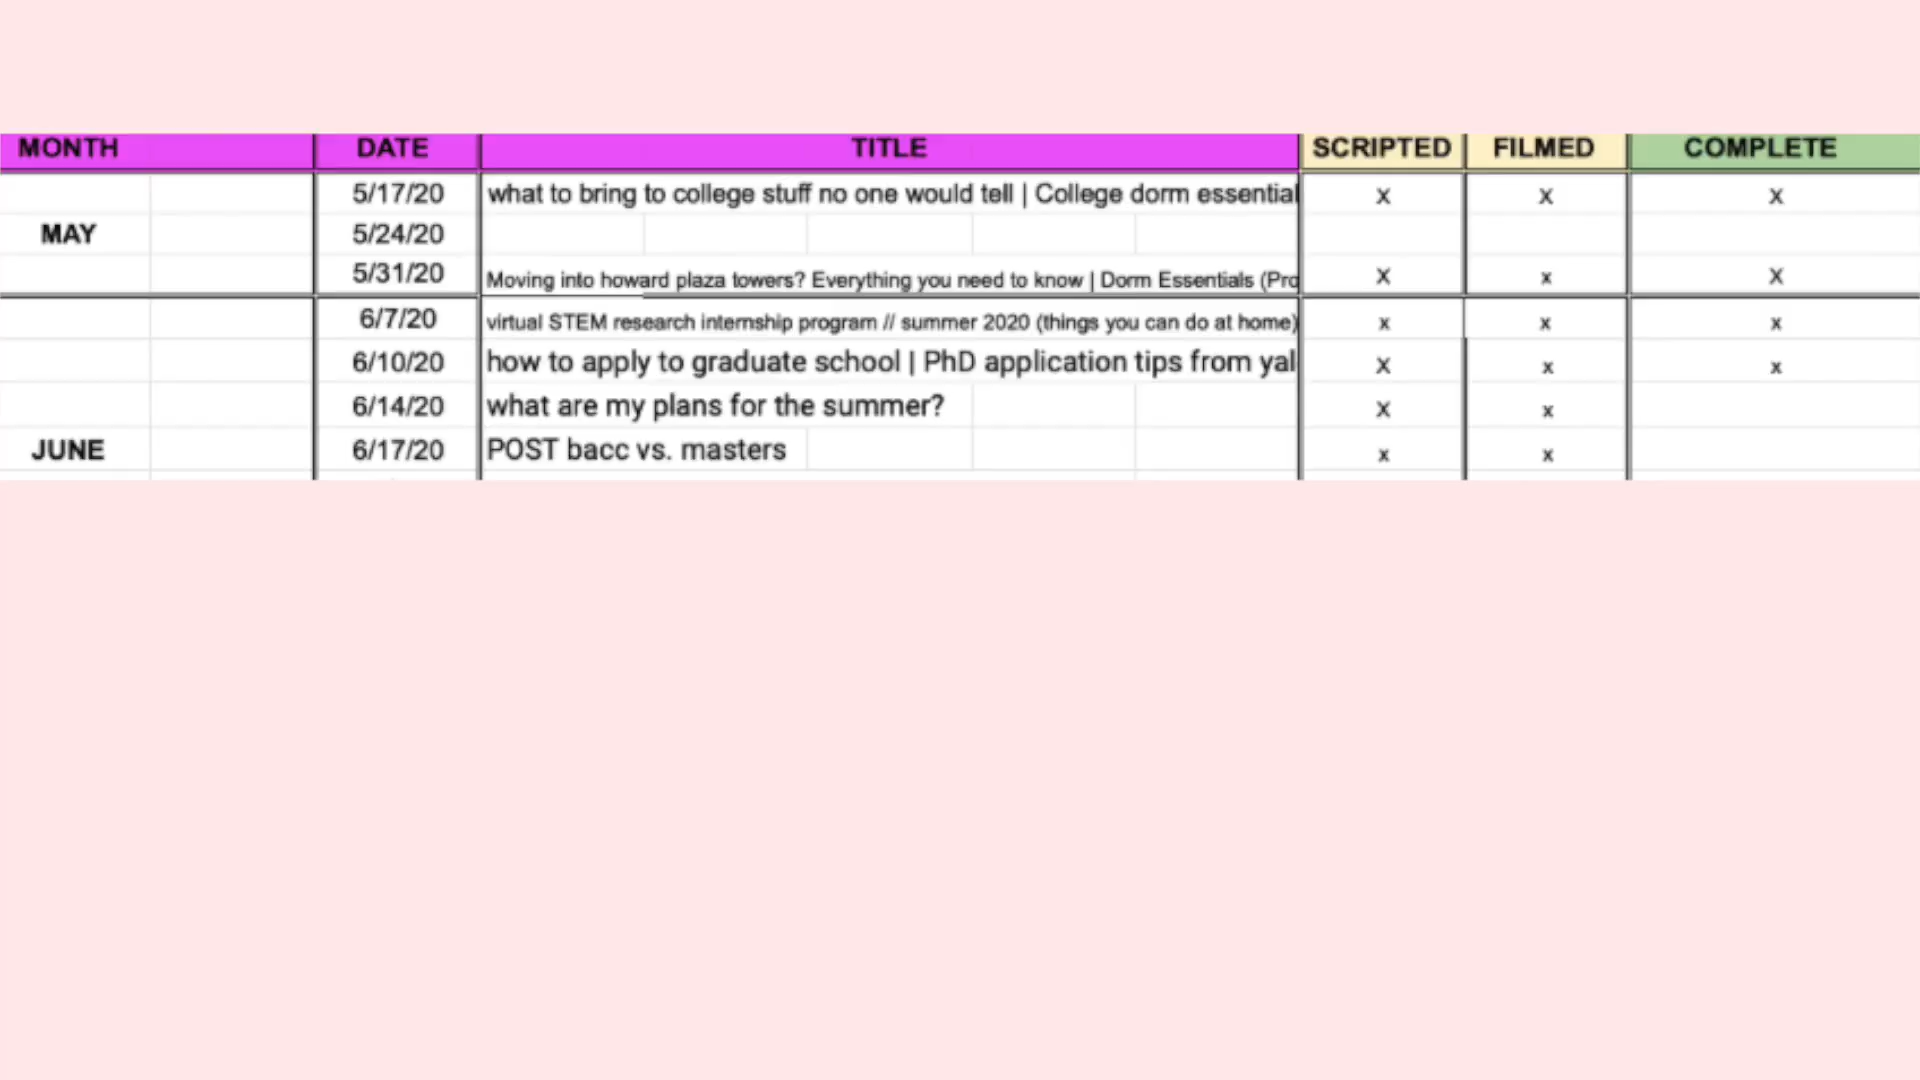 MONTH DATE TITLE SCRIPTED FILMED COMPLETE
5/17/20 what to bring to college stuff no one would tell | College dorm essential X X X
MAY 5/24/20
5/31/20 Moving into howard plaza towers? Everything you need to know | Dorm Essentials (Pro X x X
6/7/20 virtual STEM research internship program // summer 2020 (things you can do at home) x x x
6/10/20 how to apply to graduate school | PhD application tips from yal X x x
6/14/20 what are my plans for the summer? X x
JUNE 6/17/20 POST bacc vs. masters x x